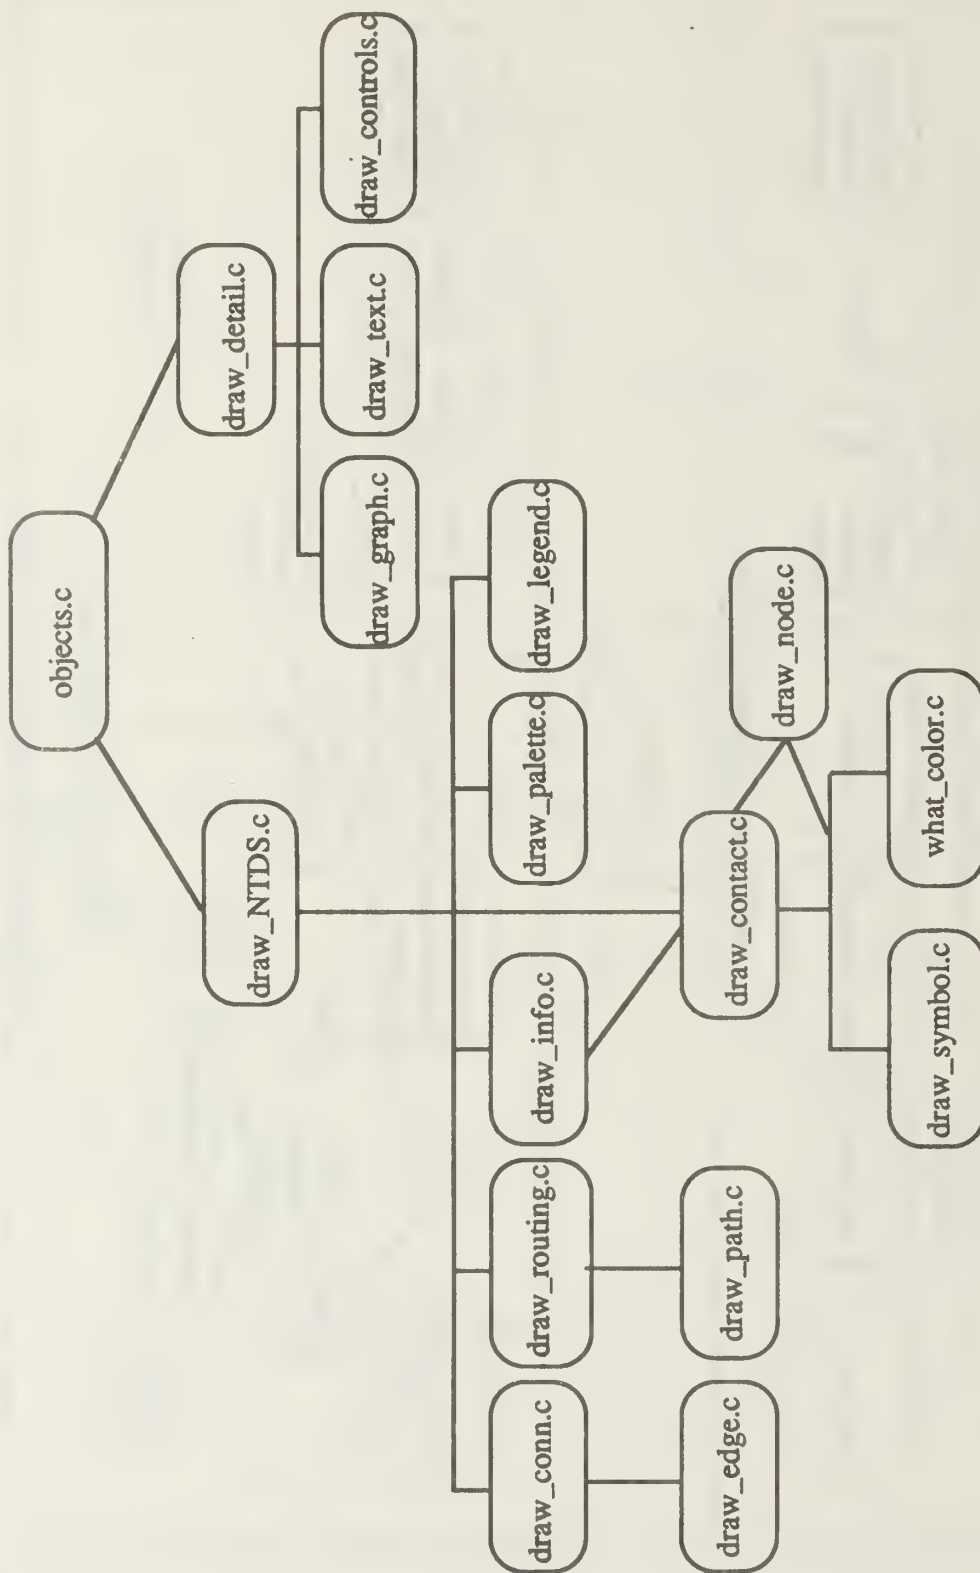 objects.c
draw_NTDS.c
draw_detail.c
draw_graph.c
draw_text.c
draw_controls.c
draw_conn.c
draw_routing.c
draw_info.c
draw_palette.c
draw_legend.c
draw_edge.c
draw_path.c
draw_contact.c
draw_node.c
draw_symbol.c
what_color.c